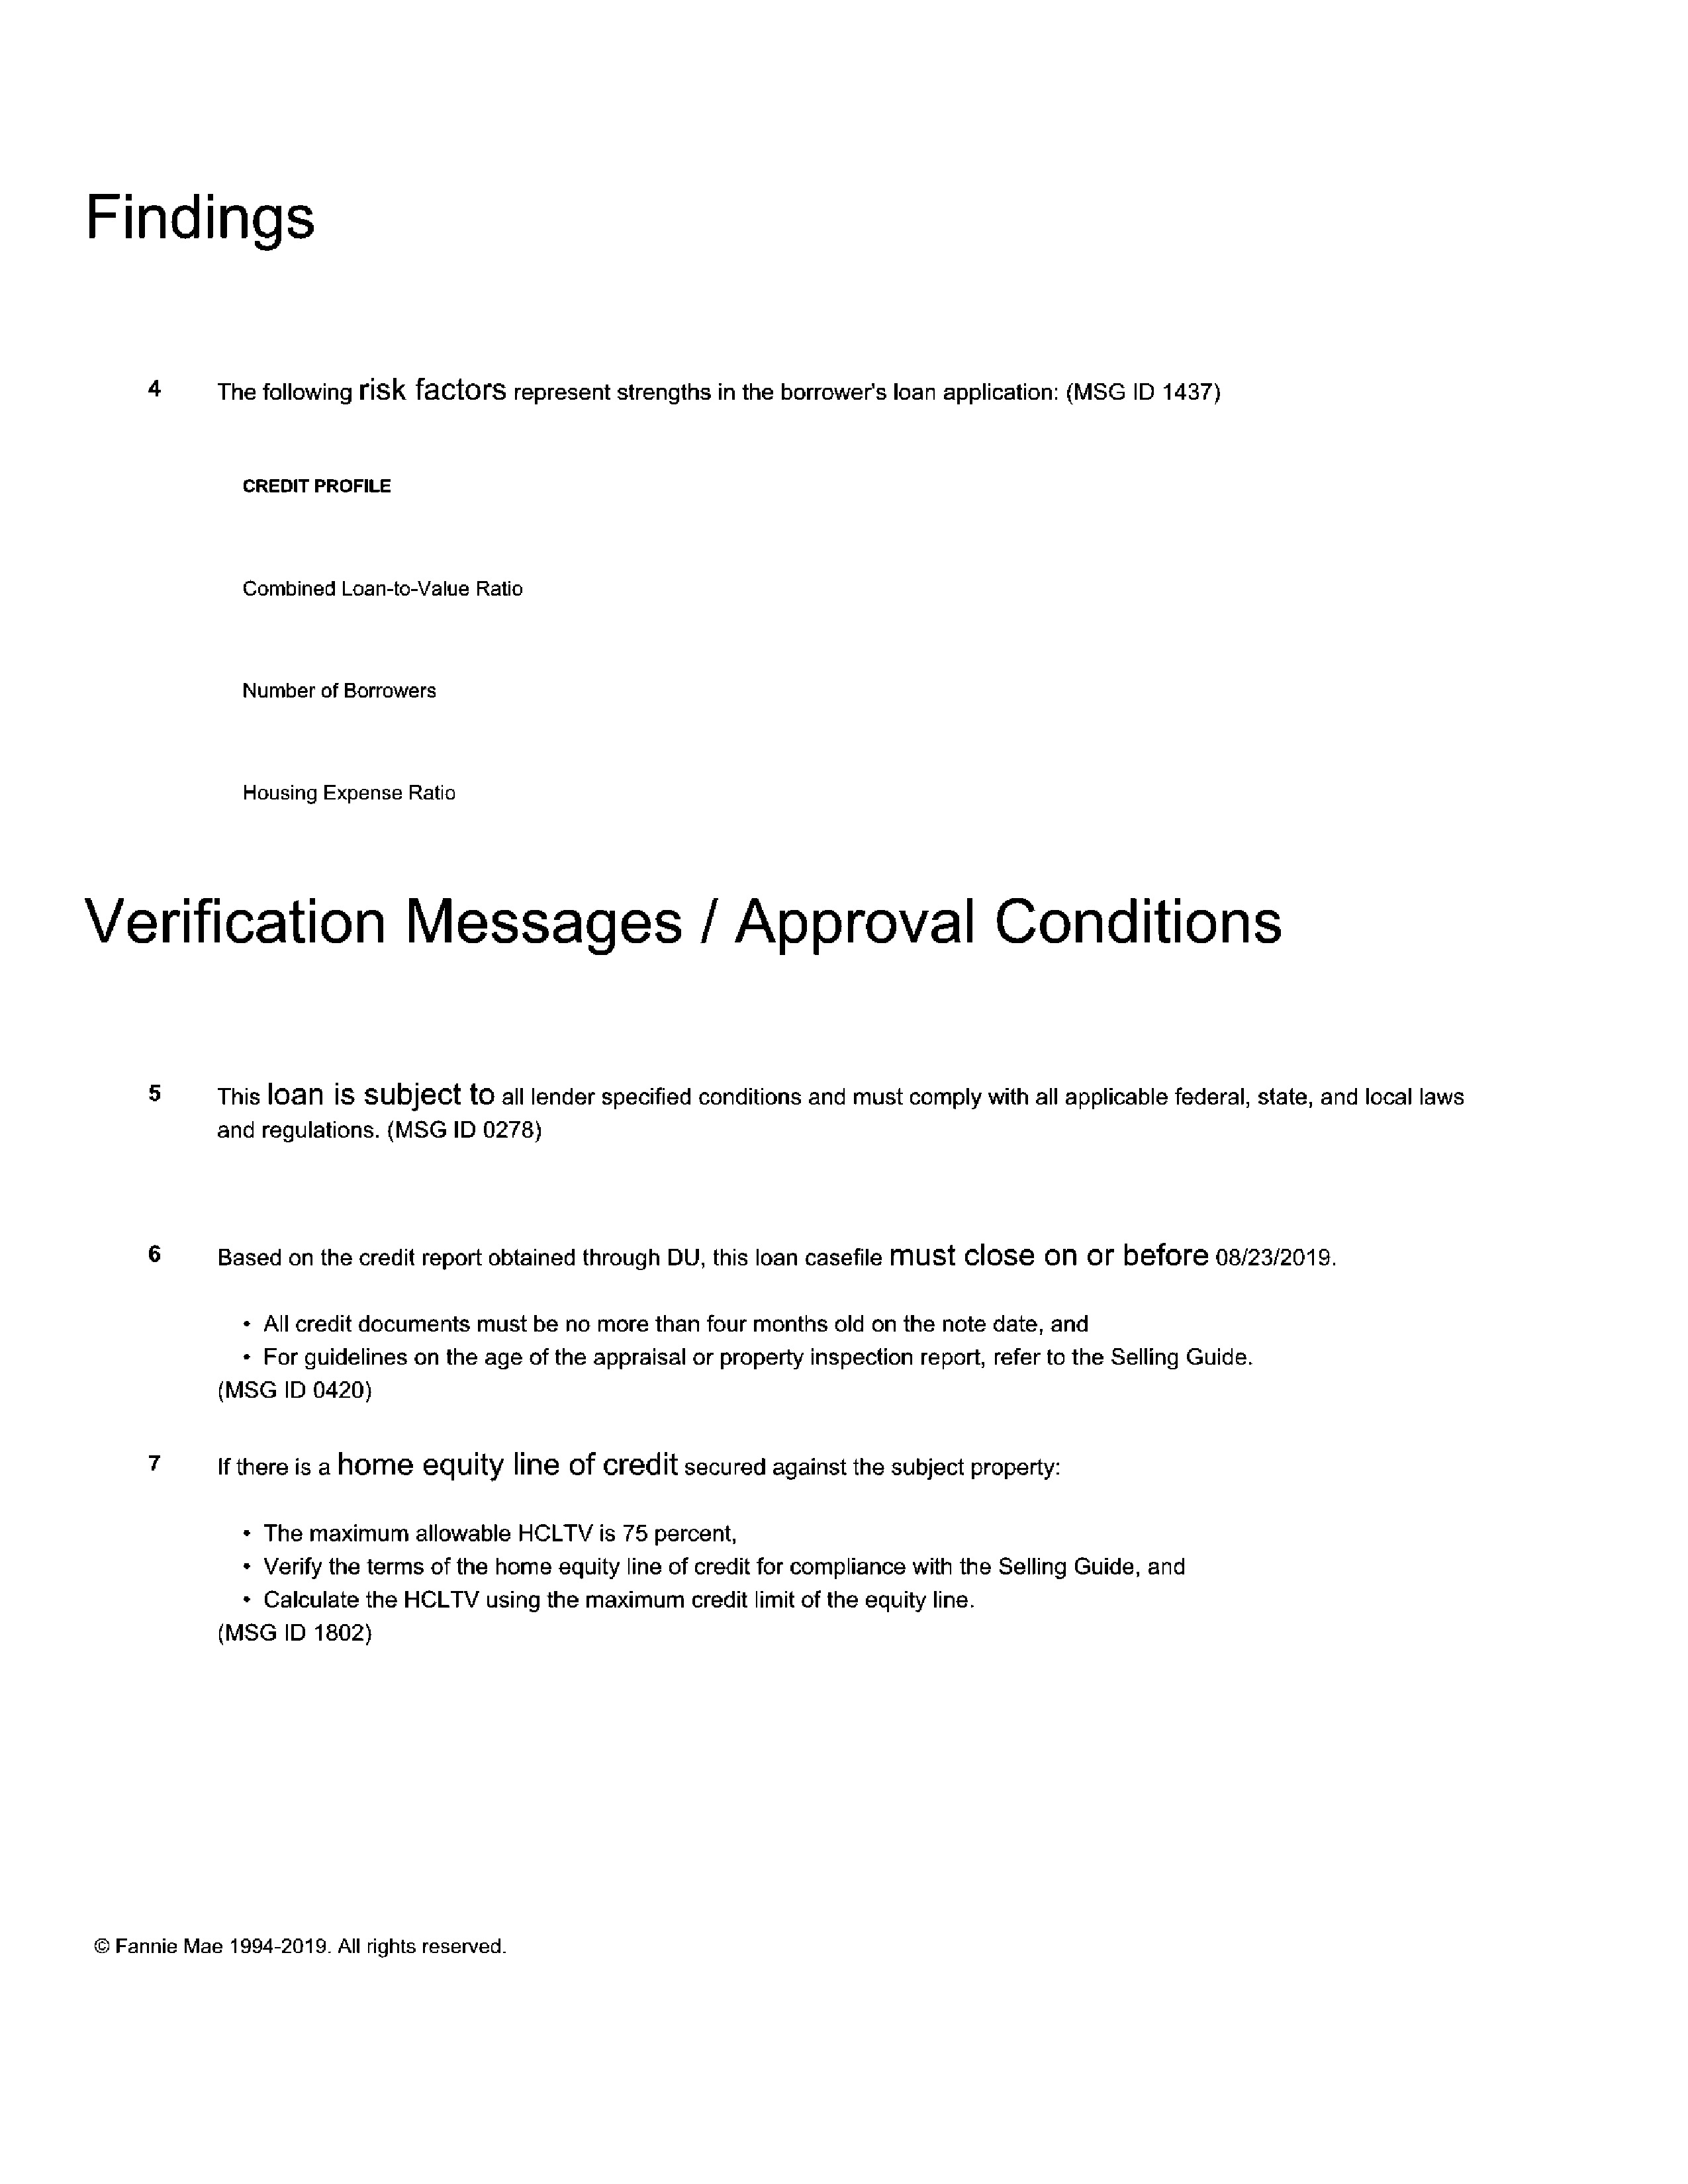 Findings
4 The following risk factors represent strengths in the borrower's loan application: (MSG ID 1437)
CREDIT PROFILE
Combined Loan-to-Value Ratio
Number of Borrowers
Housing Expense Ratio
Verification Messages / Approval Conditions
5 This loan is subject to all lender specified conditions and must comply with all applicable federal, state, and local laws
and regulations. (MSG ID 0278)
6 Based on the credit report obtained through DU, this loan casefile must close on or before 08/23/2019.
• All credit documents must be no more than four months old on the note date, and
• For guidelines on the age of the appraisal or property inspection report, refer to the Selling Guide.
(MSG ID 0420)
7 If there is a home equity line of credit secured against the subject property:
• The maximum allowable HCLTV is 75 percent,
• Verify the terms of the home equity line of credit for compliance with the Selling Guide, and
• Calculate the HCLTV using the maximum credit limit of the equity line.
(MSG ID 1802)
© Fannie Mae 1994-2019. All rights reserved.